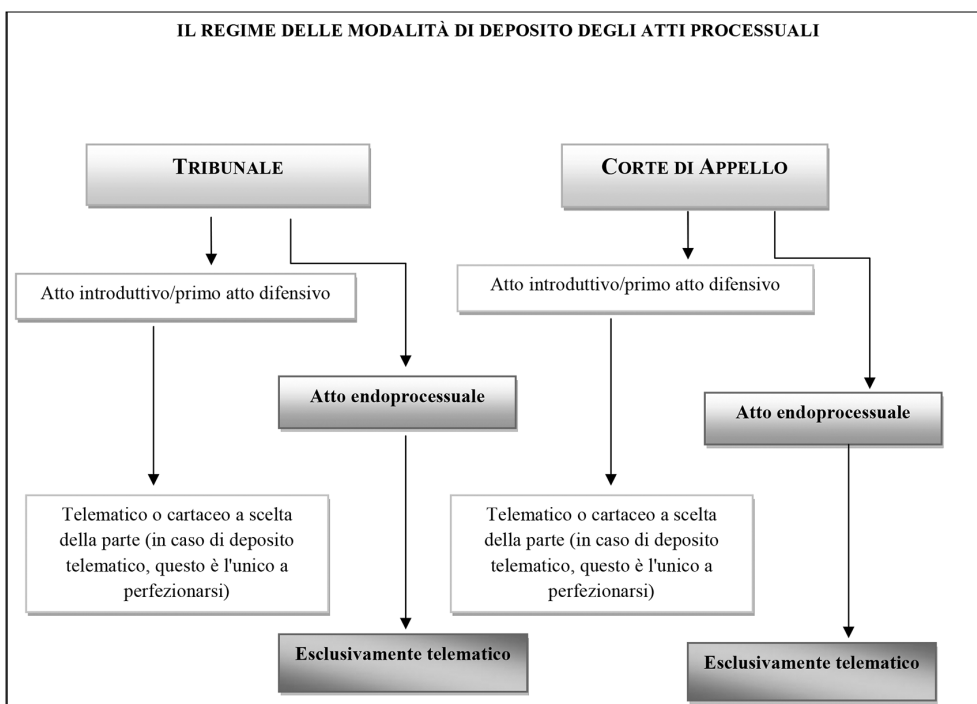 IL REGIME DELLE MODALITÀ DI DEPOSITO DEGLI ATTI PROCESSUALI
TRIBUNALE
Atto introduttivo/primo atto difensivo
Atto endoprocessuale
Telematico o cartaceo a scelta
della parte (in caso di deposito
telematico, questo è l'unico a
perfezionarsi)
Esclusivamente telematico
CORTE DI APPELLO
Atto introduttivo/primo atto difensivo
Atto endoprocessuale
Telematico o cartaceo a scelta
della parte (in caso di deposito
telematico, questo è l'unico a
perfezionarsi)
Esclusivamente telematico